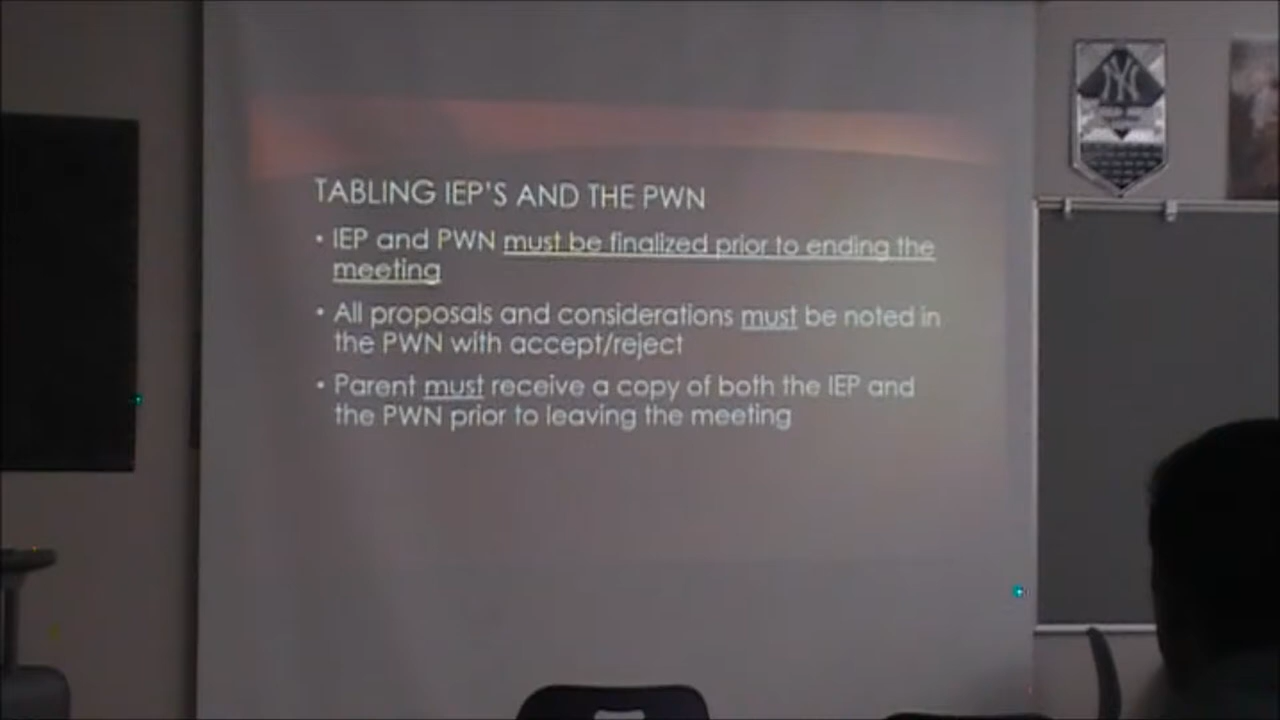 TABLING IEP'S AND THE PWN
• IEP and PWN must be finalized prior to ending the
meeting
• All proposals and considerations must be noted in
the PWN with accept/reject
• Parent must receive a copy of both the IEP and
the PWN prior to leaving the meeting
NY